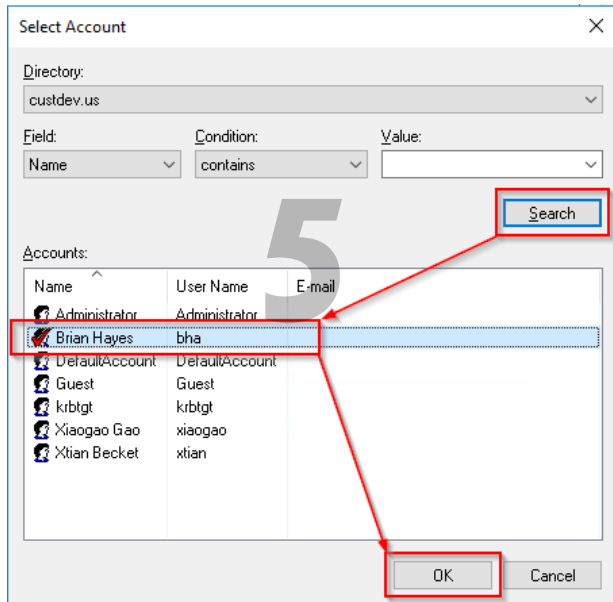 Select Account
Directory:
custdev.us
Field: Condition: Value:
Name contains
5
Search
Accounts:
Name User Name E-mail
Administrator Administrator
Brian Hayes bha
DefaultAccount DefaultAccount
Guest Guest
krbtgt krbtgt
Xiaogao Gao xiaogao
Xtian Becket xtian
OK Cancel